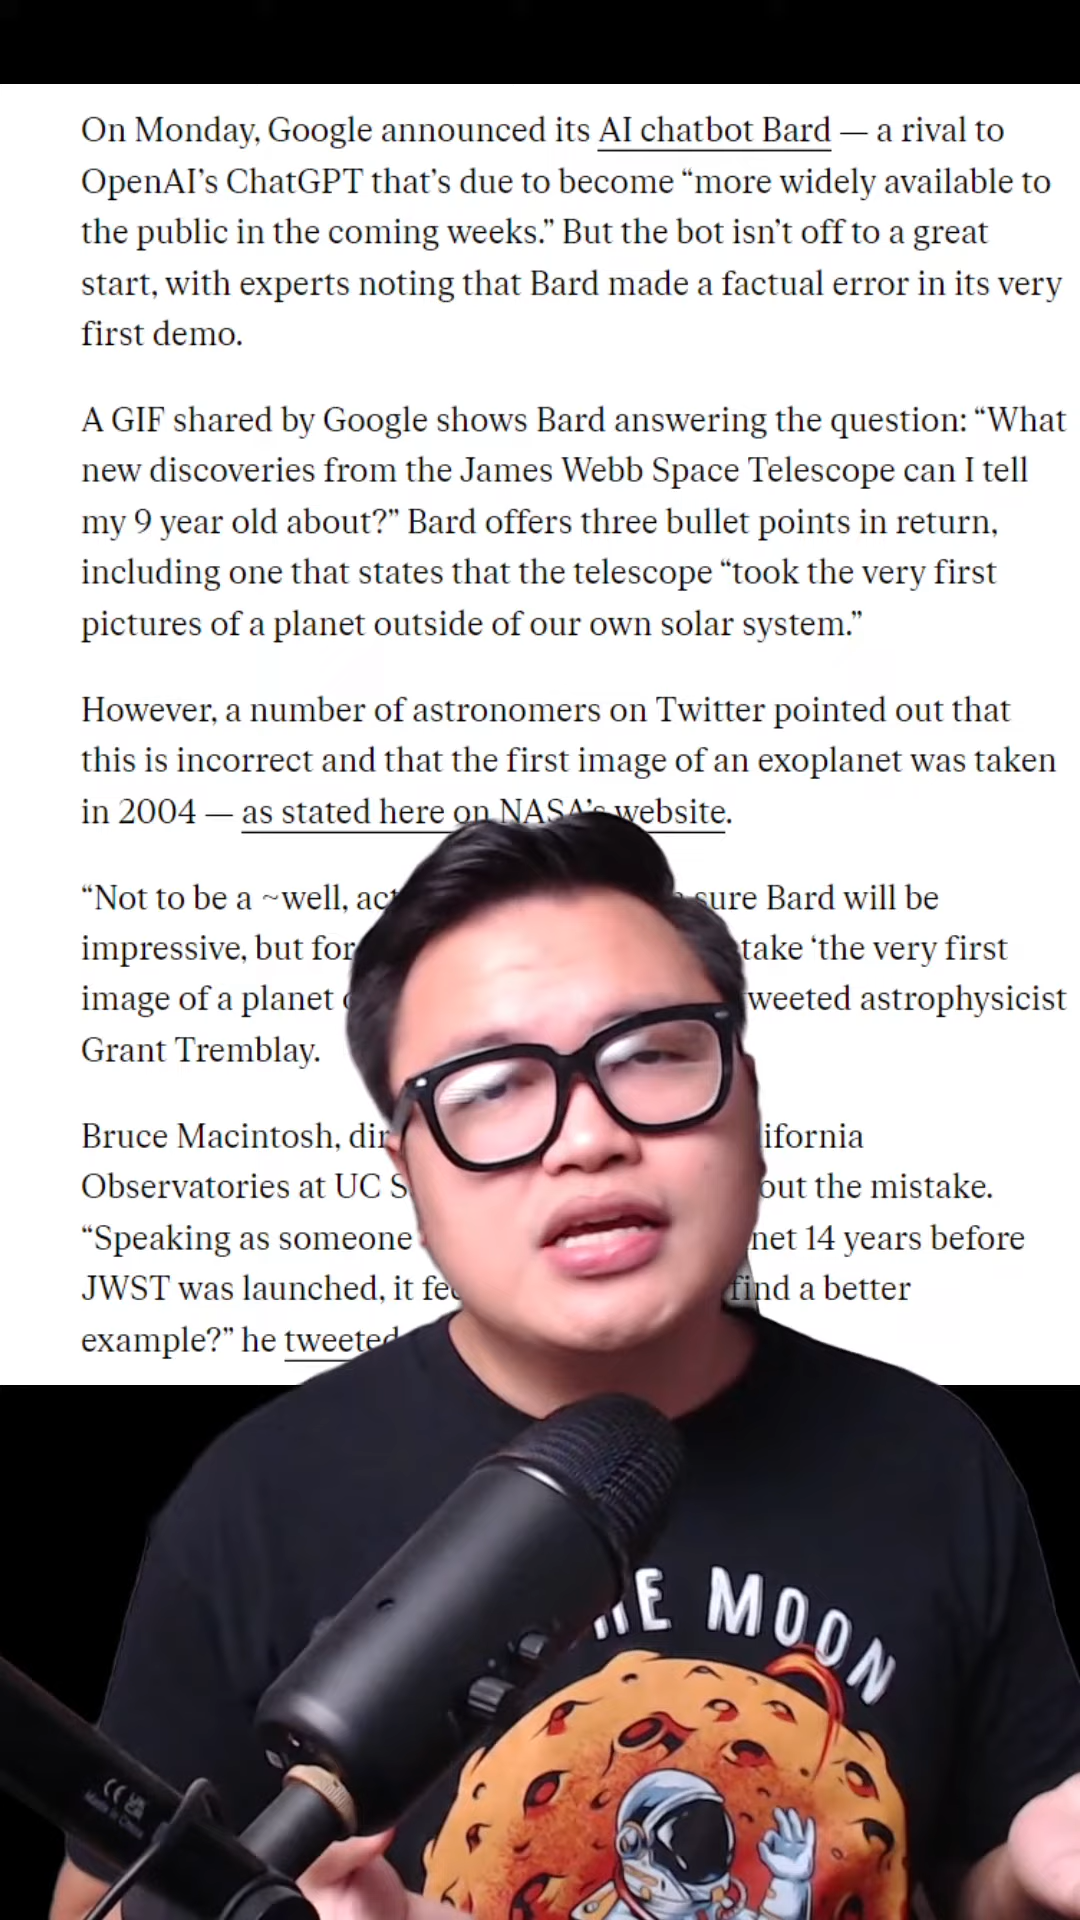 On Monday, Google announced its AI chatbot Bard — a rival to
OpenAI’s ChatGPT that’s due to become “more widely available to
the public in the coming weeks.” But the bot isn’t off to a great
start, with experts noting that Bard made a factual error in its very
first demo.
A GIF shared by Google shows Bard answering the question: “What
new discoveries from the James Webb Space Telescope can I tell
my 9 year old about?” Bard offers three bullet points in return,
including one that states that the telescope “took the very first
pictures of a planet outside of our own solar system.”
However, a number of astronomers on Twitter pointed out that
this is incorrect and that the first image of an exoplanet was taken
in 2004 — as stated here on NASA’s website.
“Not to be a ~well, sure Bard will be
impressive, but for take ‘the very first
image of a planet tweeted astrophysicist
Grant Tremblay.
Bruce Macintosh,
Observatories at UC out the mistake.
“Speaking as someone 14 years before
JWST was launched, it find a better
example?” he tweeted
MOON